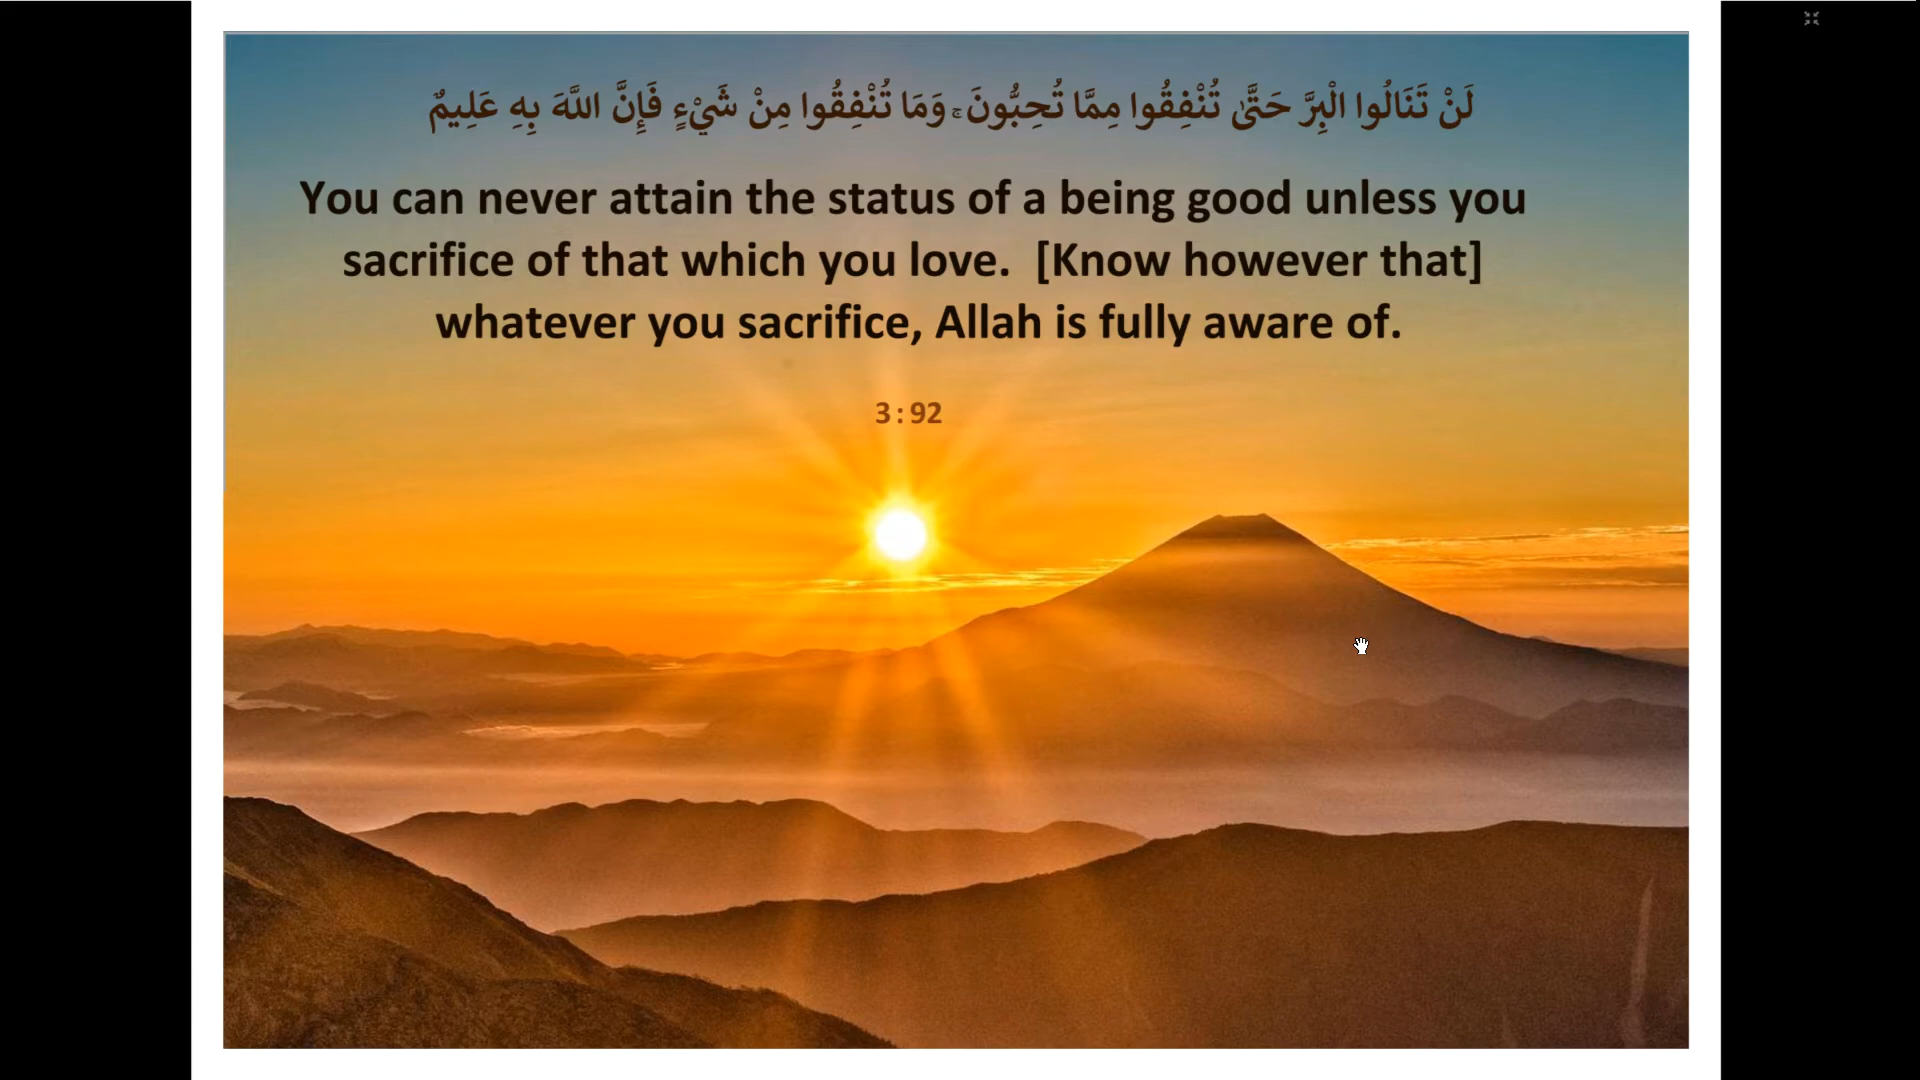 لَنْ تَنَالُوا الْبِرَّ حَتَّىٰ تُنْفِقُوا مِمَّا تُحِبُّونَ ۚ وَمَا تُنْفِقُوا مِنْ شَيْءٍ فَإِنَّ اللَّهَ بِهِ عَلِيمٌ
You can never attain the status of a being good unless you
sacrifice of that which you love. [Know however that]
whatever you sacrifice, Allah is fully aware of.
3:92